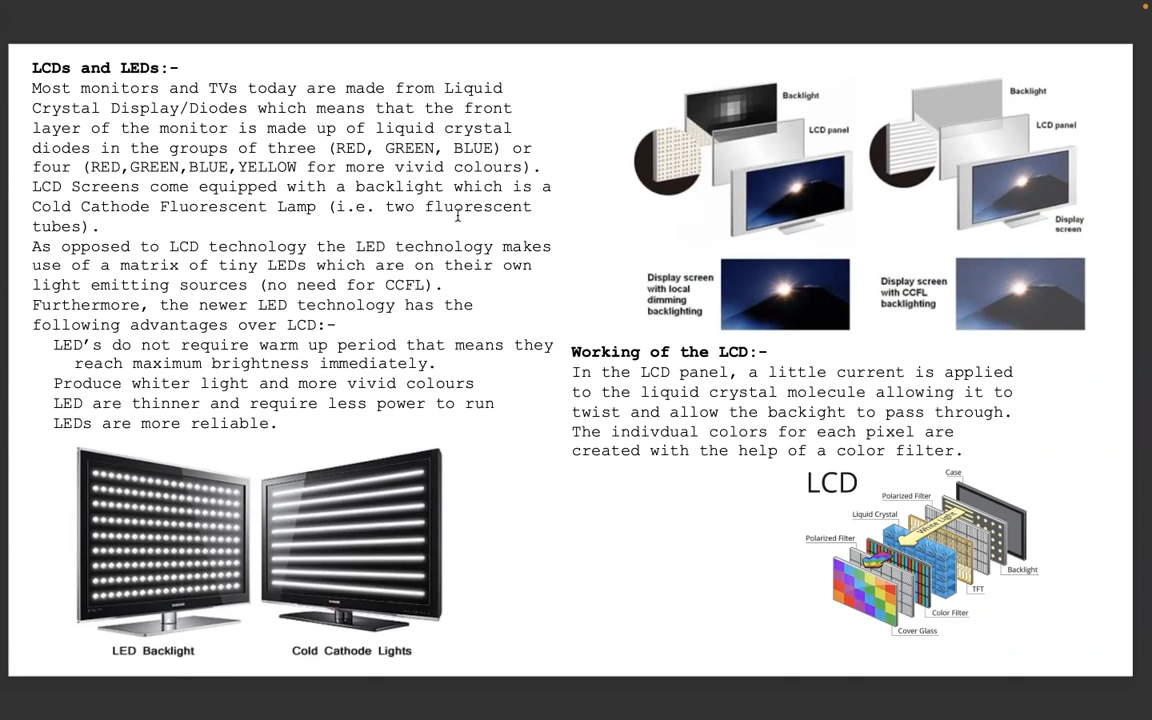 LCDs and LEDs:-
Most monitors and TVs today are made from Liquid
Crystal Display/Diodes which means that the front
layer of the monitor is made up of liquid crystal
diodes in the groups of three (RED, GREEN, BLUE) or
four (RED,GREEN,BLUE,YELLOW for more vivid colours).
LCD Screens come equipped with a backlight which is a
Cold Cathode Fluorescent Lamp (i.e. two fluorescent
tubes).
As opposed to LCD technology the LED technology makes
use of a matrix of tiny LEDs which are on their own
light emitting sources (no need for CCFL).
Furthermore, the newer LED technology has the
following advantages over LCD:-
LED’s do not require warm up period that means they
reach maximum brightness immediately.
Produce whiter light and more vivid colours
LED are thinner and require less power to run
LEDs are more reliable.
SAMSUNG
SAMSUNG
LED Backlight
Cold Cathode Lights
Backlight
LCD panel
Display screen
with local
dimming
backlighting
Backlight
LCD panel
Display
screen
Display screen
with CCFL
backlighting
Working of the LCD:-
In the LCD panel, a little current is applied
to the liquid crystal molecule allowing it to
twist and allow the backight to pass through.
The indivdual colors for each pixel are
created with the help of a color filter.
LCD
Case
Polarized Filter
Liquid Crystal
White Light
Polarized Filter
Backlight
TFT
Color Filter
Cover Glass